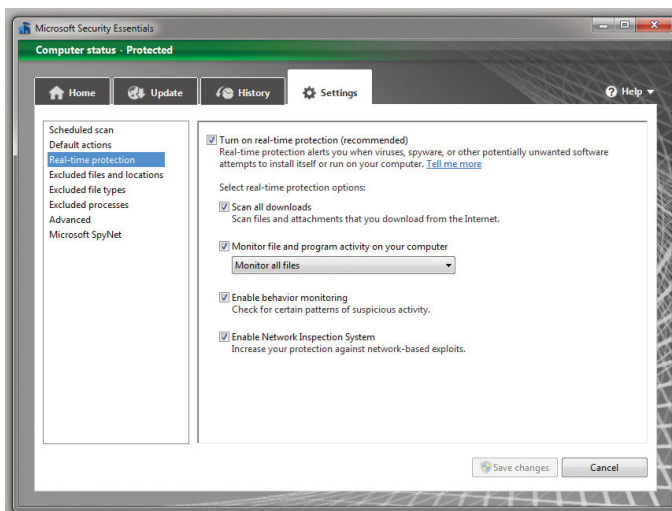 Microsoft Security Essentials
Computer status - Protected
Home
Update
History
Settings
Help
Scheduled scan
Default actions
Real-time protection
Excluded files and locations
Excluded file types
Excluded processes
Advanced
Microsoft SpyNet
Turn on real-time protection (recommended)
Real-time protection alerts you when viruses, spyware, or other potentially unwanted software
attempts to install itself or run on your computer. Tell me more
Select real-time protection options:
Scan all downloads
Scan files and attachments that you download from the Internet.
Monitor file and program activity on your computer
Monitor all files
Enable behavior monitoring
Check for certain patterns of suspicious activity.
Enable Network Inspection System
Increase your protection against network-based exploits.
Save changes
Cancel